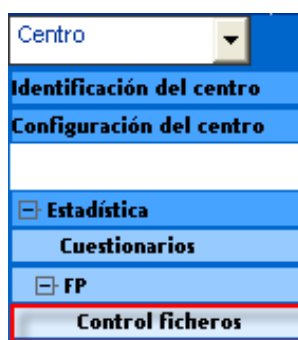 Centro
Identificación del centro
Configuración del centro
Estadística
Cuestionarios
FP
Control ficheros